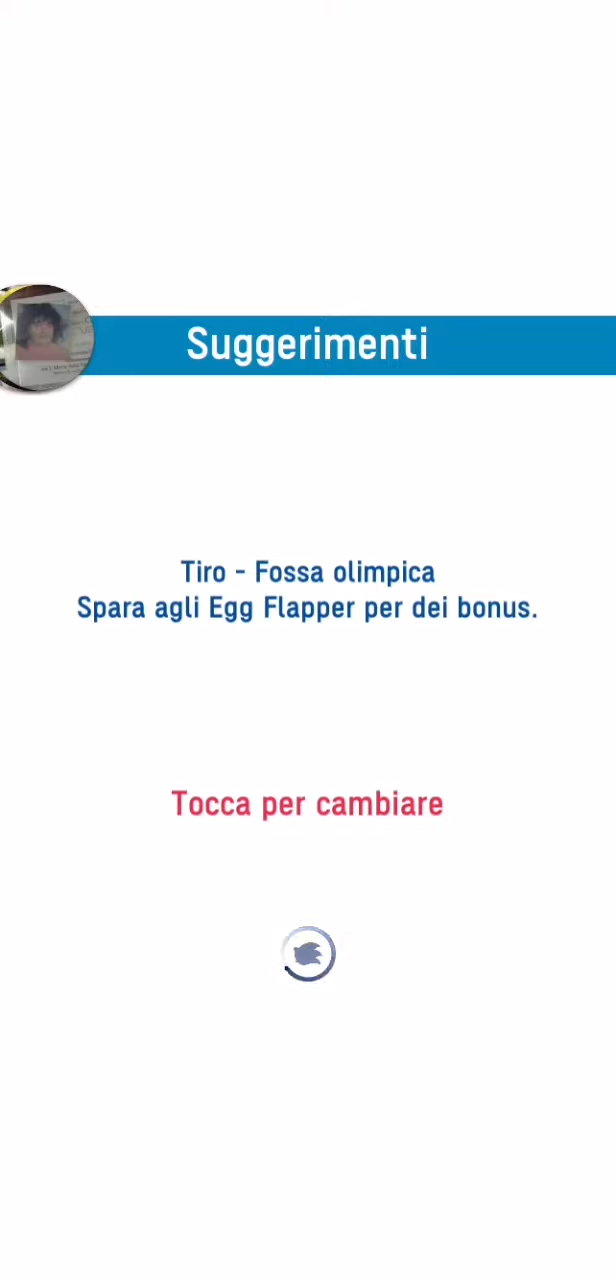 Suggerimenti
Tiro - Fossa olimpica
Spara agli Egg Flapper per dei bonus.
Tocca per cambiare